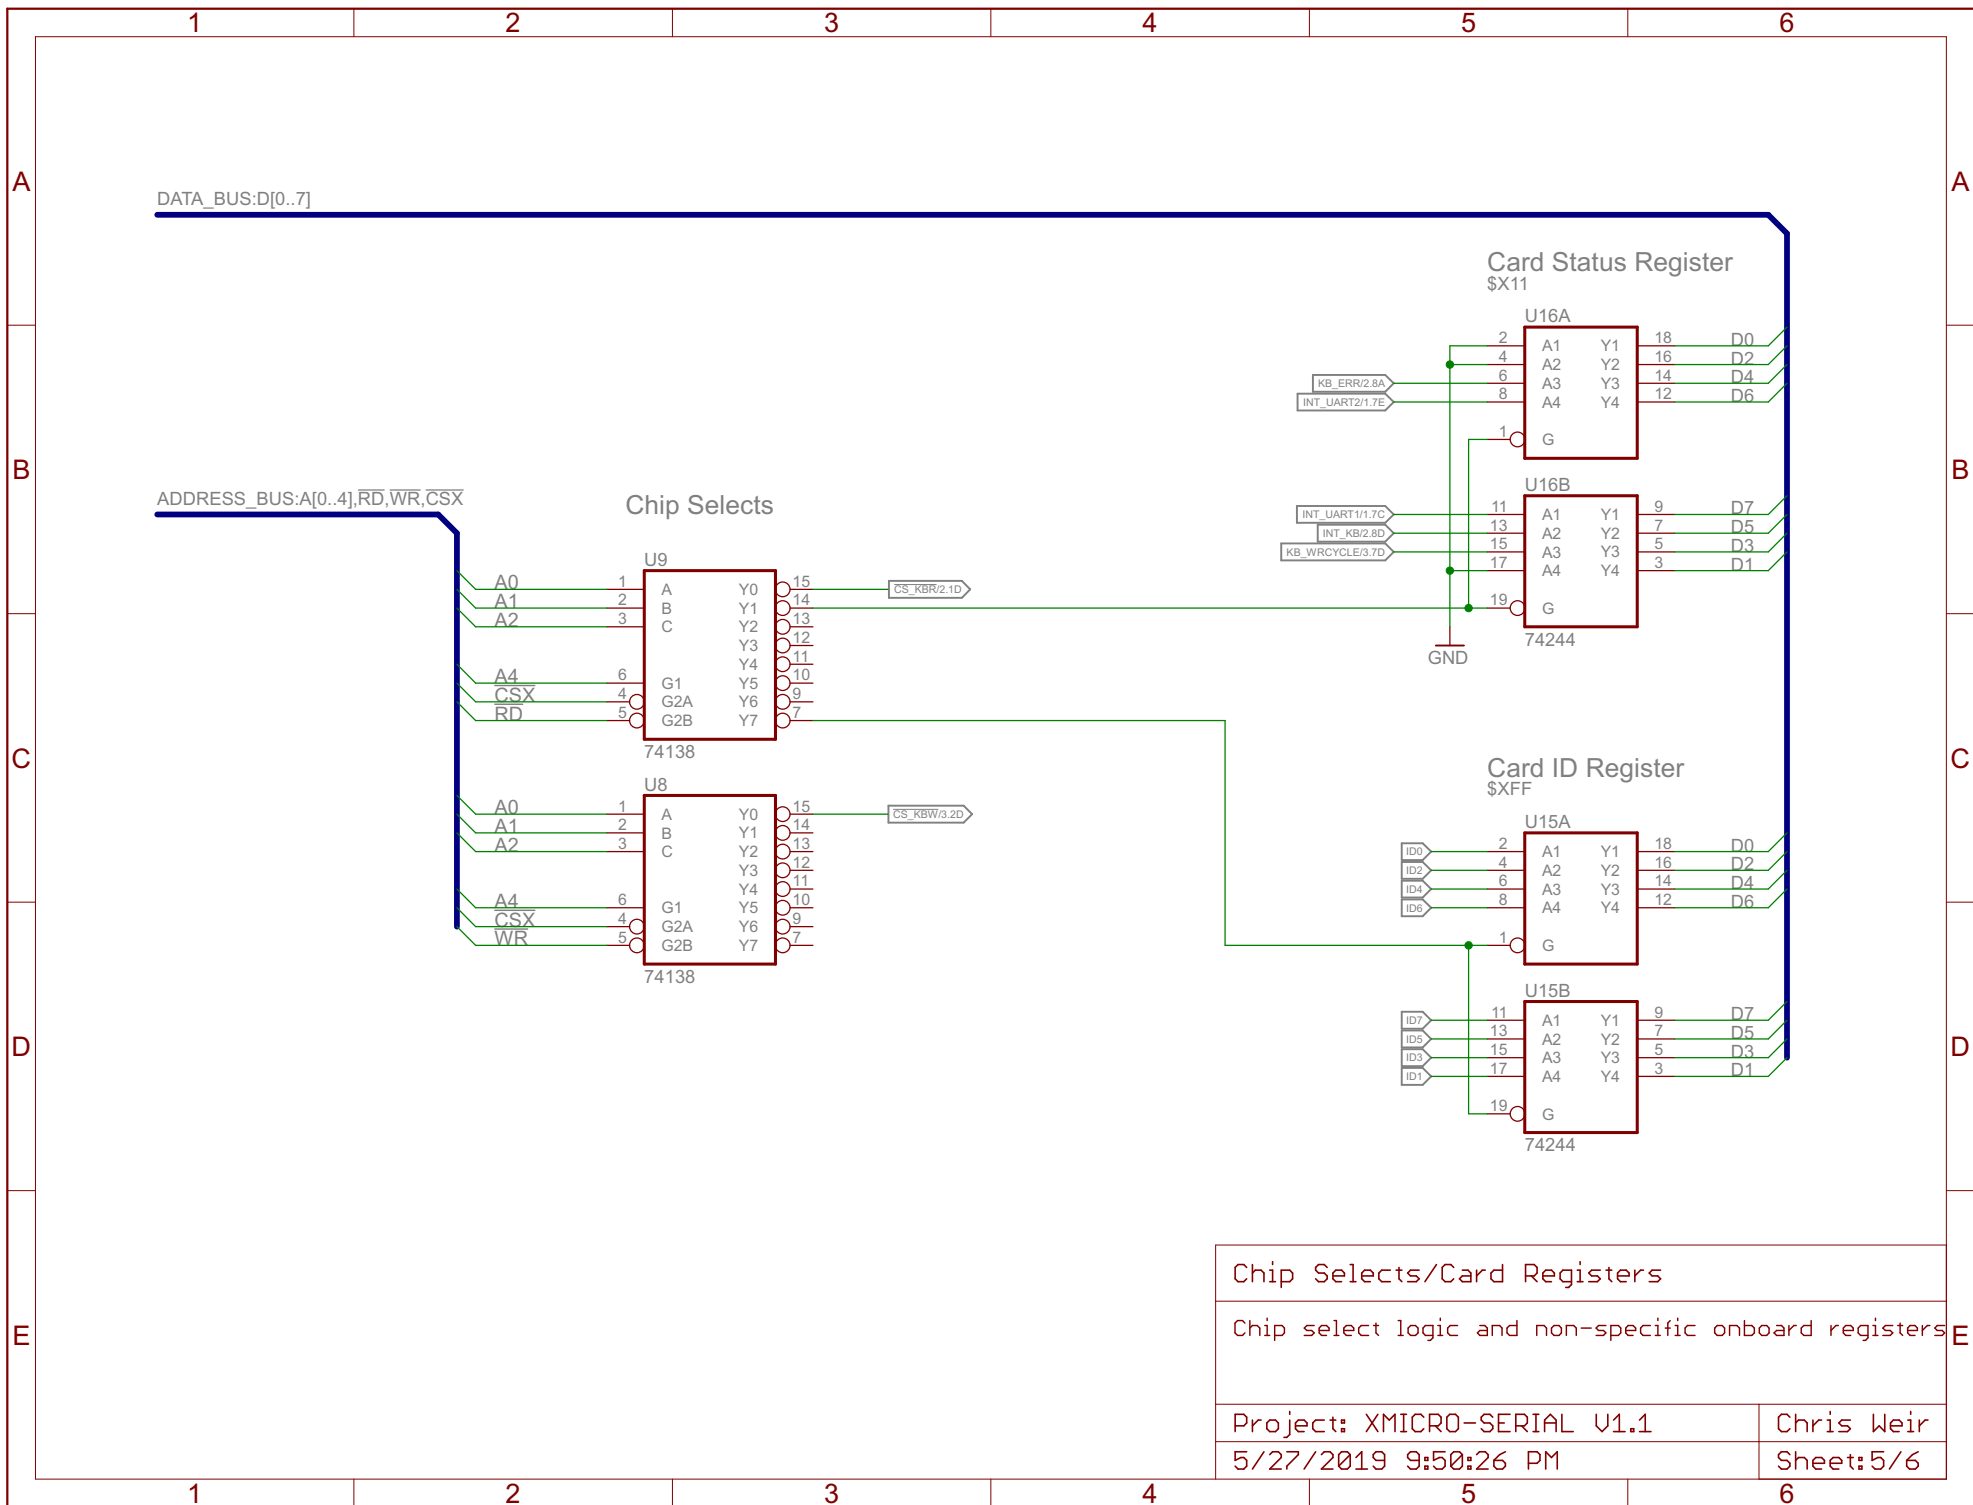 1 2 3 4 5 6
A A
DATA_BUS:D[0..7]
Card Status Register
$X11
U16A
2 A1 Y1 18 D0
4 A2 Y2 16 D2
KB_ERR/2.8A 6 A3 Y3 14 D4
INT_UART2/1.7E 8 A4 Y4 12 D6
1 G
B B
U16B
ADDRESS_BUS:A[0..4],RD,WR,CSX
Chip Selects
INT_UART1/1.7C 11 A1 Y1 9 D7
INT_KB/2.8D 13 A2 Y2 7 D5
KB_WRCYCLE/3.7D 15 A3 Y3 5 D3
17 A4 Y4 3 D1
19 G
74244
GND
U9
A0 1 A Y0 15 CS_KBR/2.1D
A1 2 B Y1 14
A2 3 C Y2 13
Y3 12
Y4 11
A4 6 G1 Y5 10
CSX 4 G2A Y6 9
RD 5 G2B Y7 7
74138
C C
U8
A0 1 A Y0 15 CS_KBW/3.2D
A1 2 B Y1 14
A2 3 C Y2 13
Y3 12
Y4 11
A4 6 G1 Y5 10
CSX 4 G2A Y6 9
WR 5 G2B Y7 7
74138
Card ID Register
$XFF
U15A
ID0 2 A1 Y1 18 D0
ID2 4 A2 Y2 16 D2
ID4 6 A3 Y3 14 D4
ID6 8 A4 Y4 12 D6
1 G
U15B
ID7 11 A1 Y1 9 D7
ID5 13 A2 Y2 7 D5
ID3 15 A3 Y3 5 D3
ID1 17 A4 Y4 3 D1
19 G
74244
D D
Chip Selects/Card Registers
Chip select logic and non-specific onboard registers
E E
Project: XMICRO-SERIAL V1.1 Chris Weir
5/27/2019 9:50:26 PM Sheet: 5/6
1 2 3 4 5 6